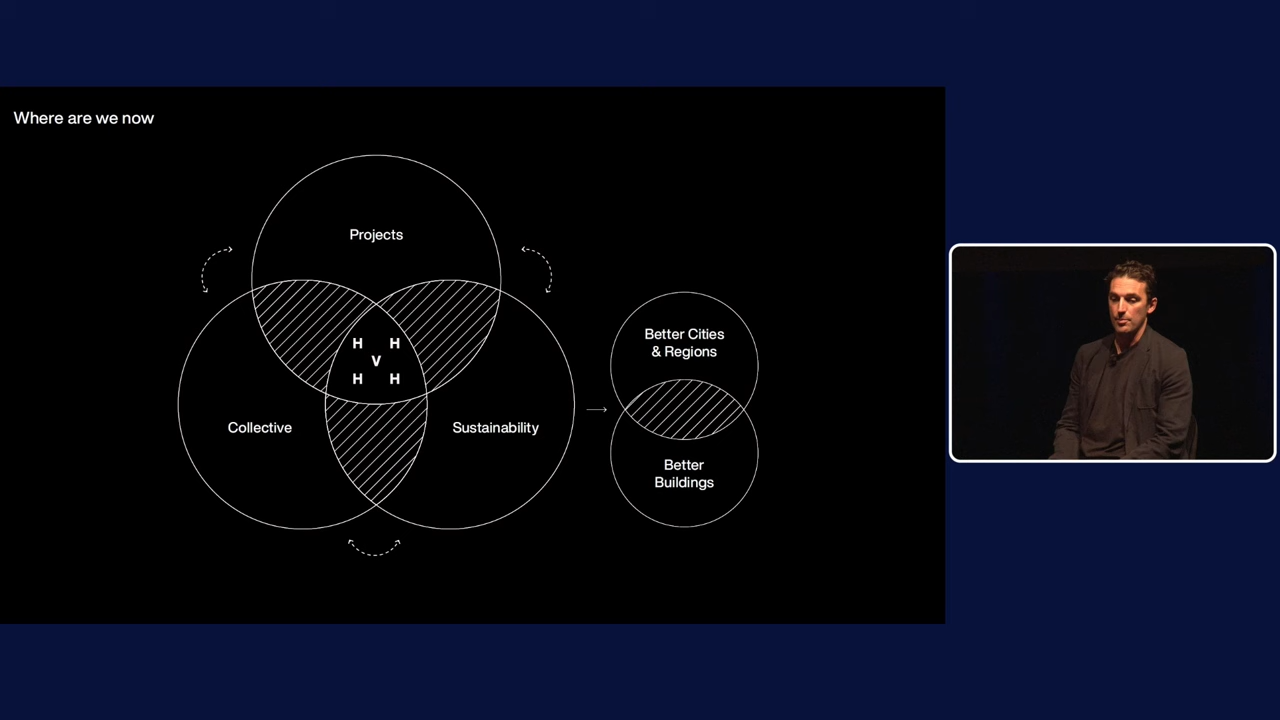 Where are we now
Projects
H H
V
H H
Collective
Sustainability
Better Cities
& Regions
Better
Buildings